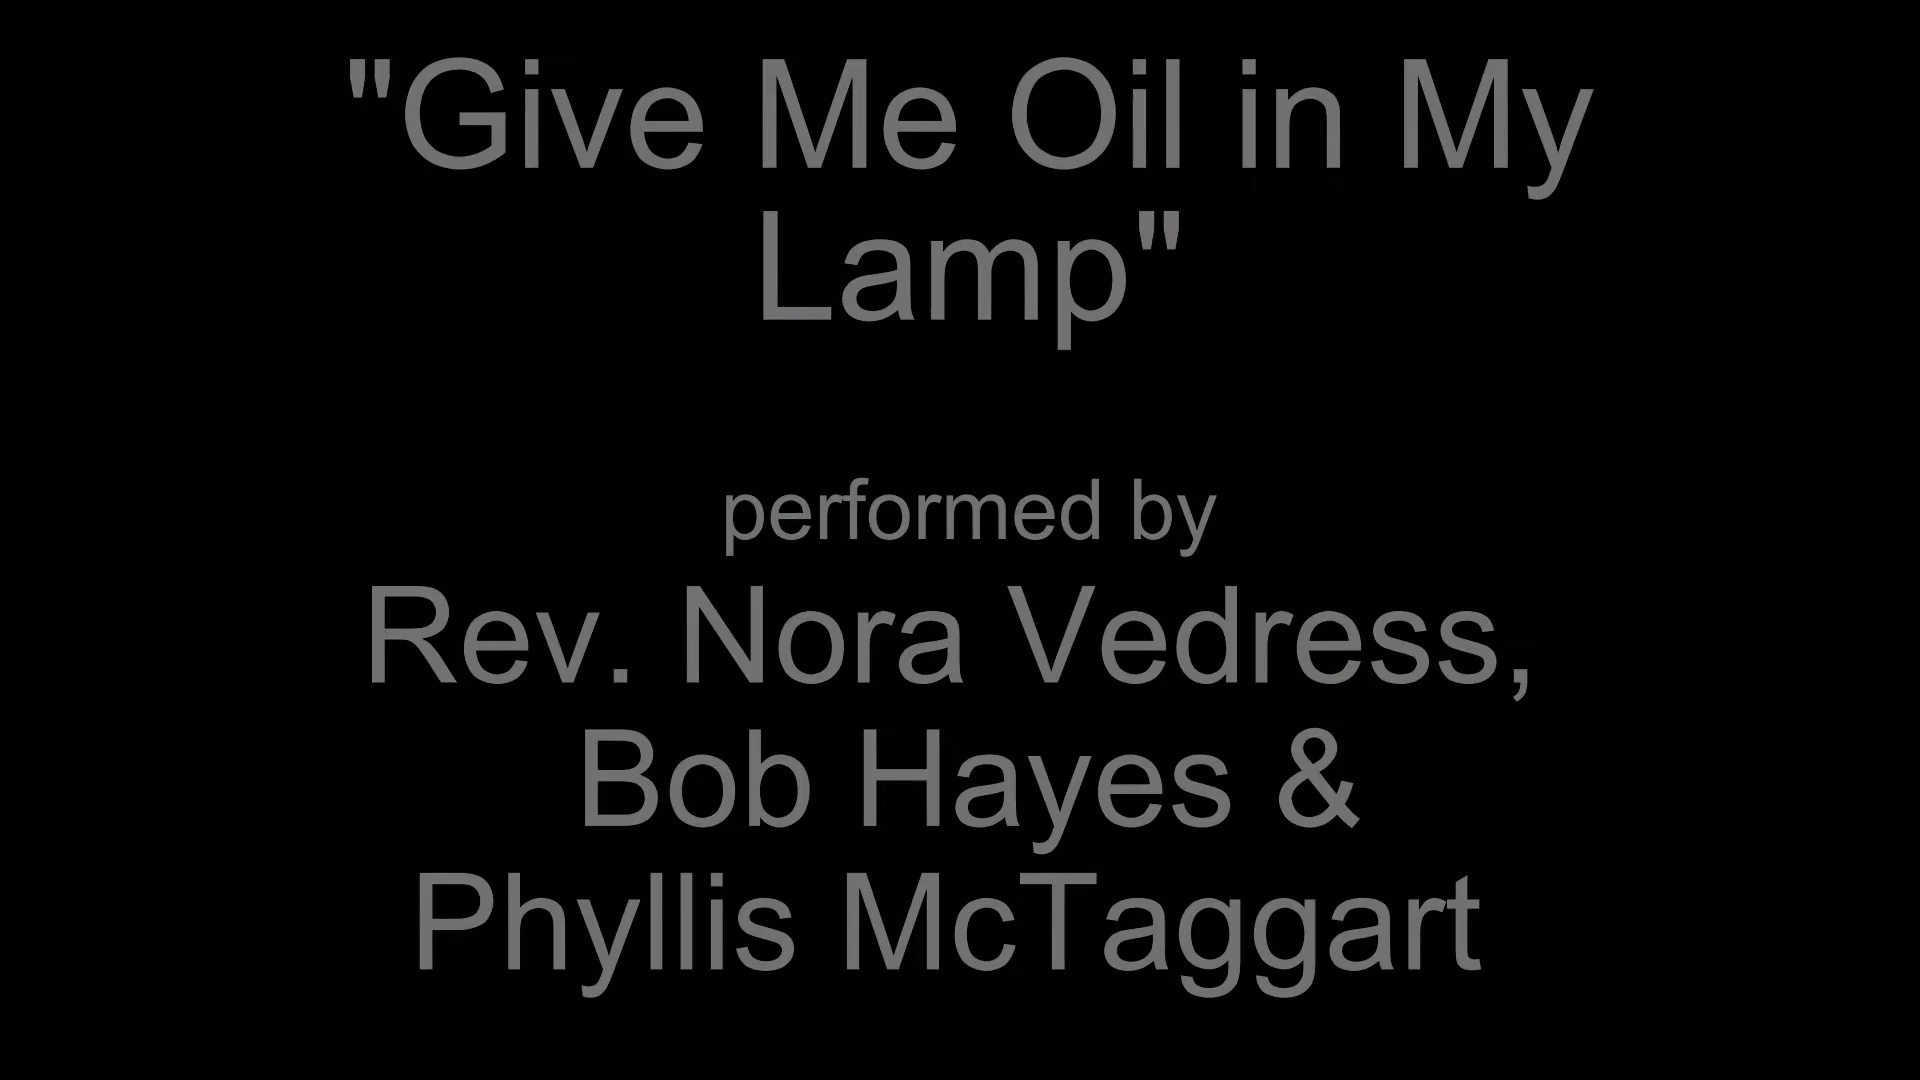 "Give Me Oil in My
Lamp"
performed by
Rev. Nora Vedress,
Bob Hayes &
Phyllis McTaggart